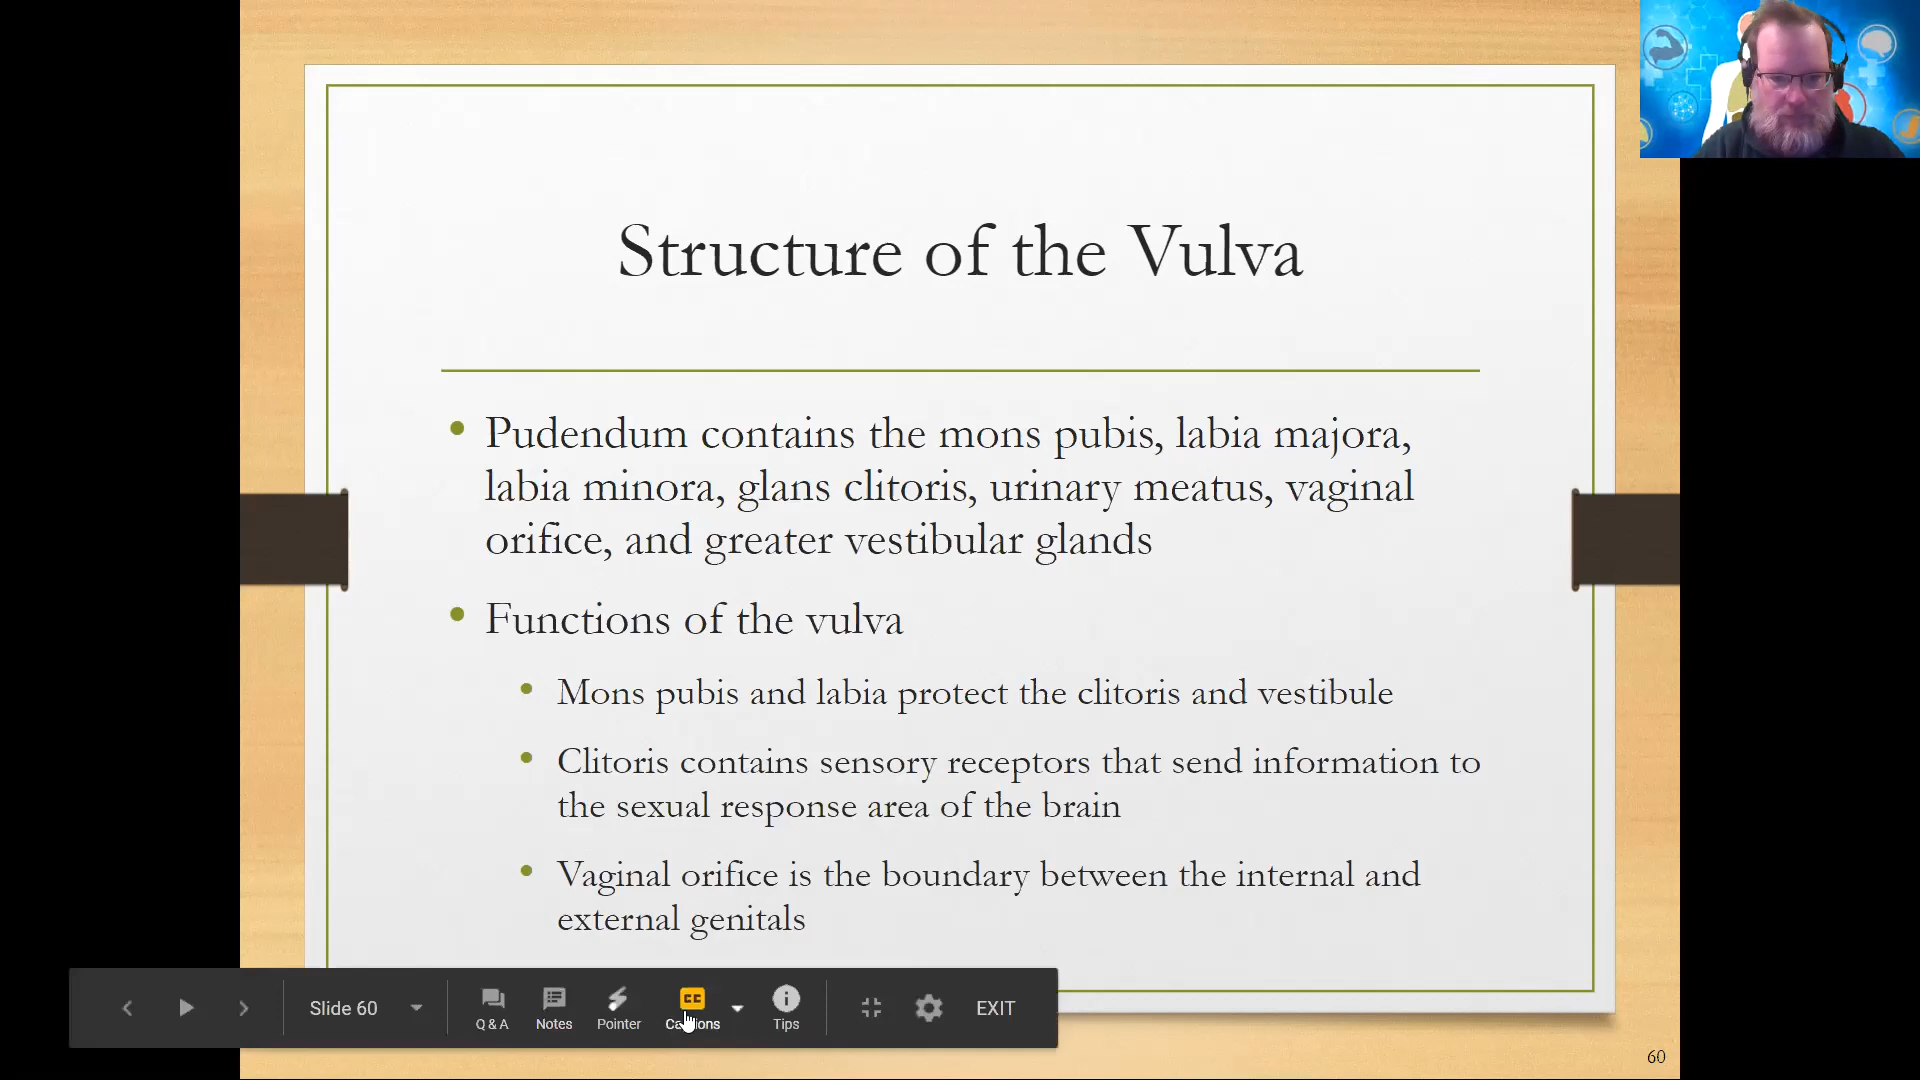 Structure of the Vulva
Pudendum contains the mons pubis, labia majora,
labia minora, glans clitoris, urinary meatus, vaginal
orifice, and greater vestibular glands
Functions of the vulva
Mons pubis and labia protect the clitoris and vestibule
Clitoris contains sensory receptors that send information to
the sexual response area of the brain
Vaginal orifice is the boundary between the internal and
external genitals
Slide 60
Q & A
Notes
Pointer
CC
Captions
Tips
EXIT
60